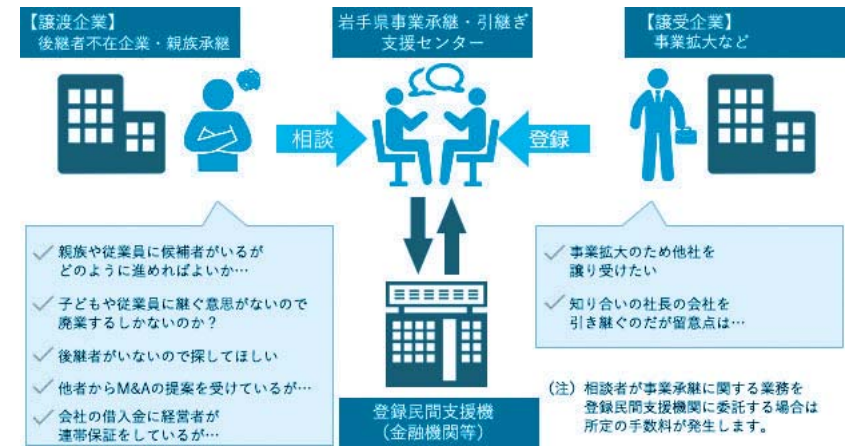 【譲渡企業】
後継者不在企業・親族承継
岩手県事業承継・引継ぎ
支援センター
【譲受企業】
事業拡大など
相談
登録
親族や従業員に候補者がいるが
どのように進めればよいか…
子どもや従業員に継ぐ意思がないので
廃業するしかないのか？
後継者がいないので探してほしい
他者からM&Aの提案を受けているが…
会社の借入金に経営者が
連帯保証をしているが…
事業拡大のため他社を
譲り受けたい
知り合いの社長の会社を
引き継ぐのだが留意点は…
登録民間支援機
（金融機関等）
（注）相談者が事業承継に関する業務を
登録民間支援機関に委託する場合は
所定の手数料が発生します。